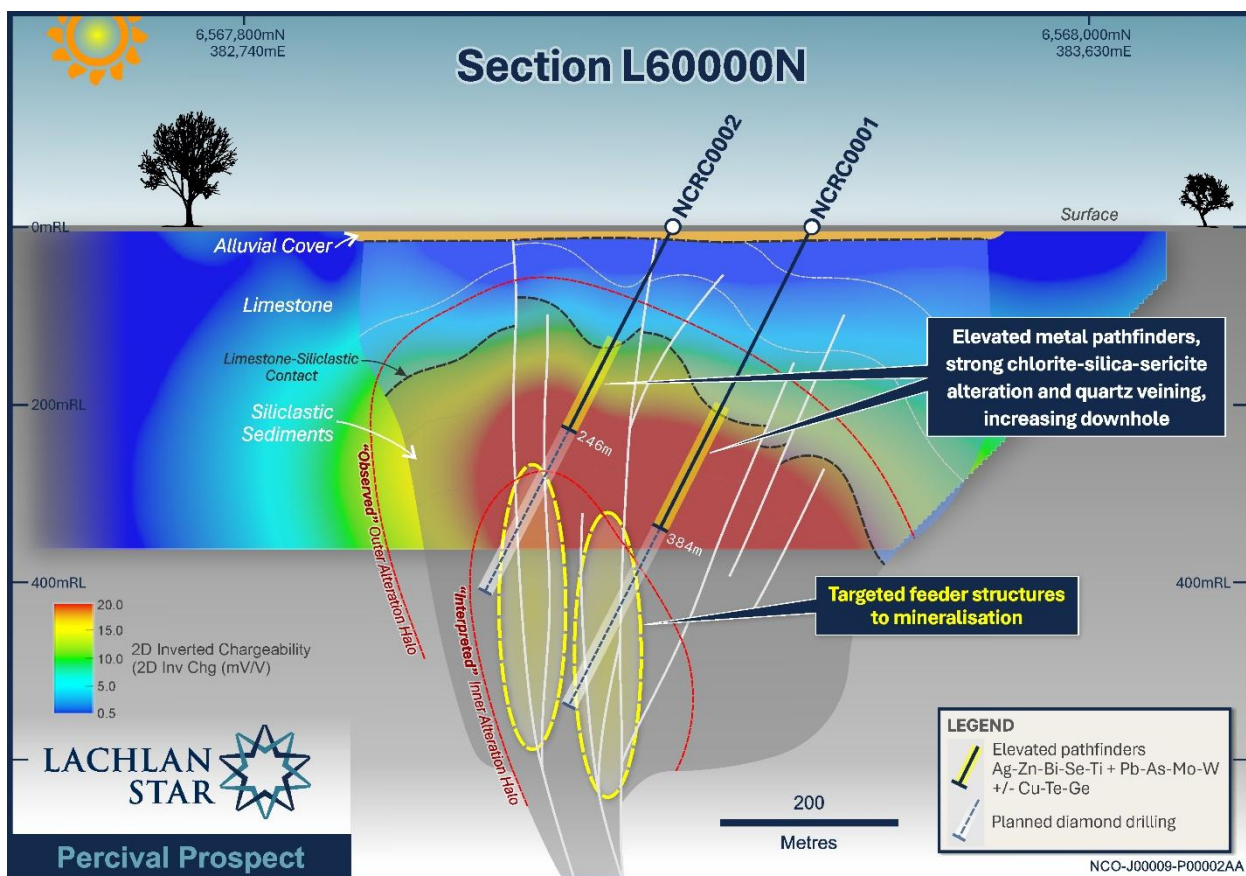 6,567,800mN
382,740mE
6,568,000mN
383,630mE
Section L60000N
NCRC0002
NCRC0001
Surface
0mRL
Alluvial Cover
Limestone
Limestone-Siliclastic
Contact
200mRL
Siliclastic
Sediments
Elevated metal pathfinders,
strong chlorite-silica-sericite
alteration and quartz veining,
increasing downhole
246m
384m
"Observed" Outer Alteration Halo
"Interpreted" Inner Alteration Halo
400mRL
400mRL
Targeted feeder structures
to mineralisation
20.0
15.0
10.0
5.0
0.5
2D Inverted Chargeability
(2D Inv Chg (mV/V)
LACHLAN
STAR
Percival Prospect
200
Metres
LEGEND
Elevated pathfinders
Ag-Zn-Bi-Se-Ti + Pb-As-Mo-W
+/- Cu-Te-Ge
Planned diamond drilling
NCO-J00009-P00002AA